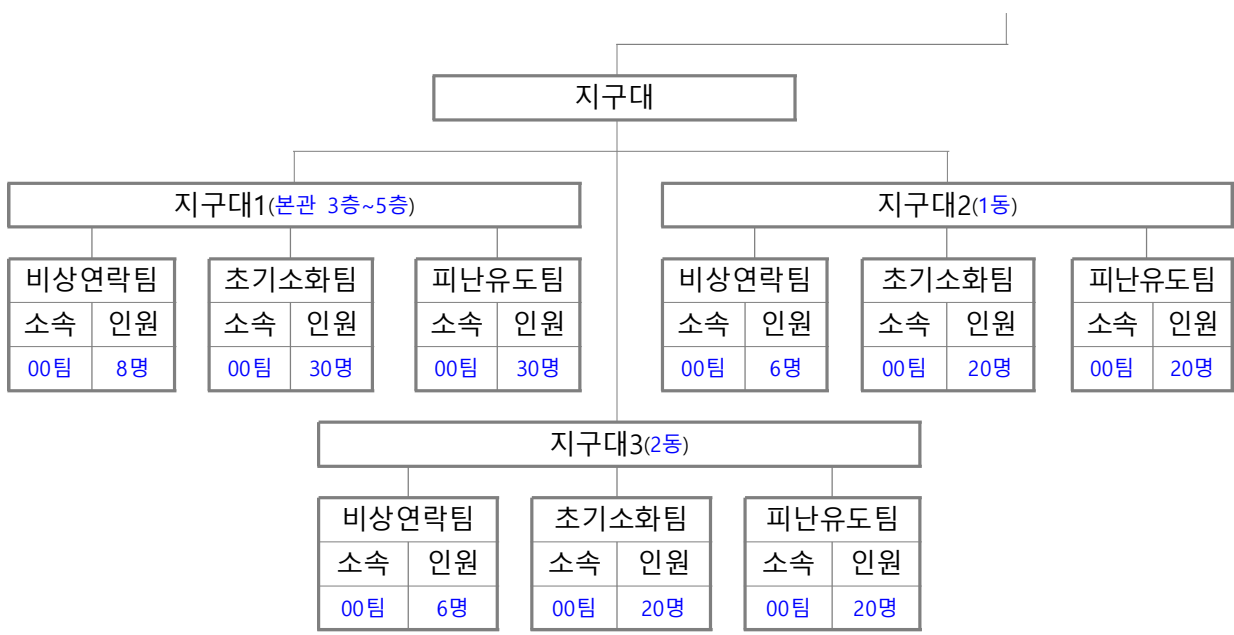 지구대
지구대1(본관 3층~5층) 지구대2(1동)
비상연락팀 초기소화팀 피난유도팀 비상연락팀 초기소화팀 피난유도팀
소속 인원 소속 인원 소속 인원 소속 인원 소속 인원 소속 인원
00팀 8명 00팀 30명 00팀 30명 00팀 6명 00팀 20명 00팀 20명
지구대3(2동)
비상연락팀 초기소화팀 피난유도팀
소속 인원 소속 인원 소속 인원
00팀 6명 00팀 20명 00팀 20명